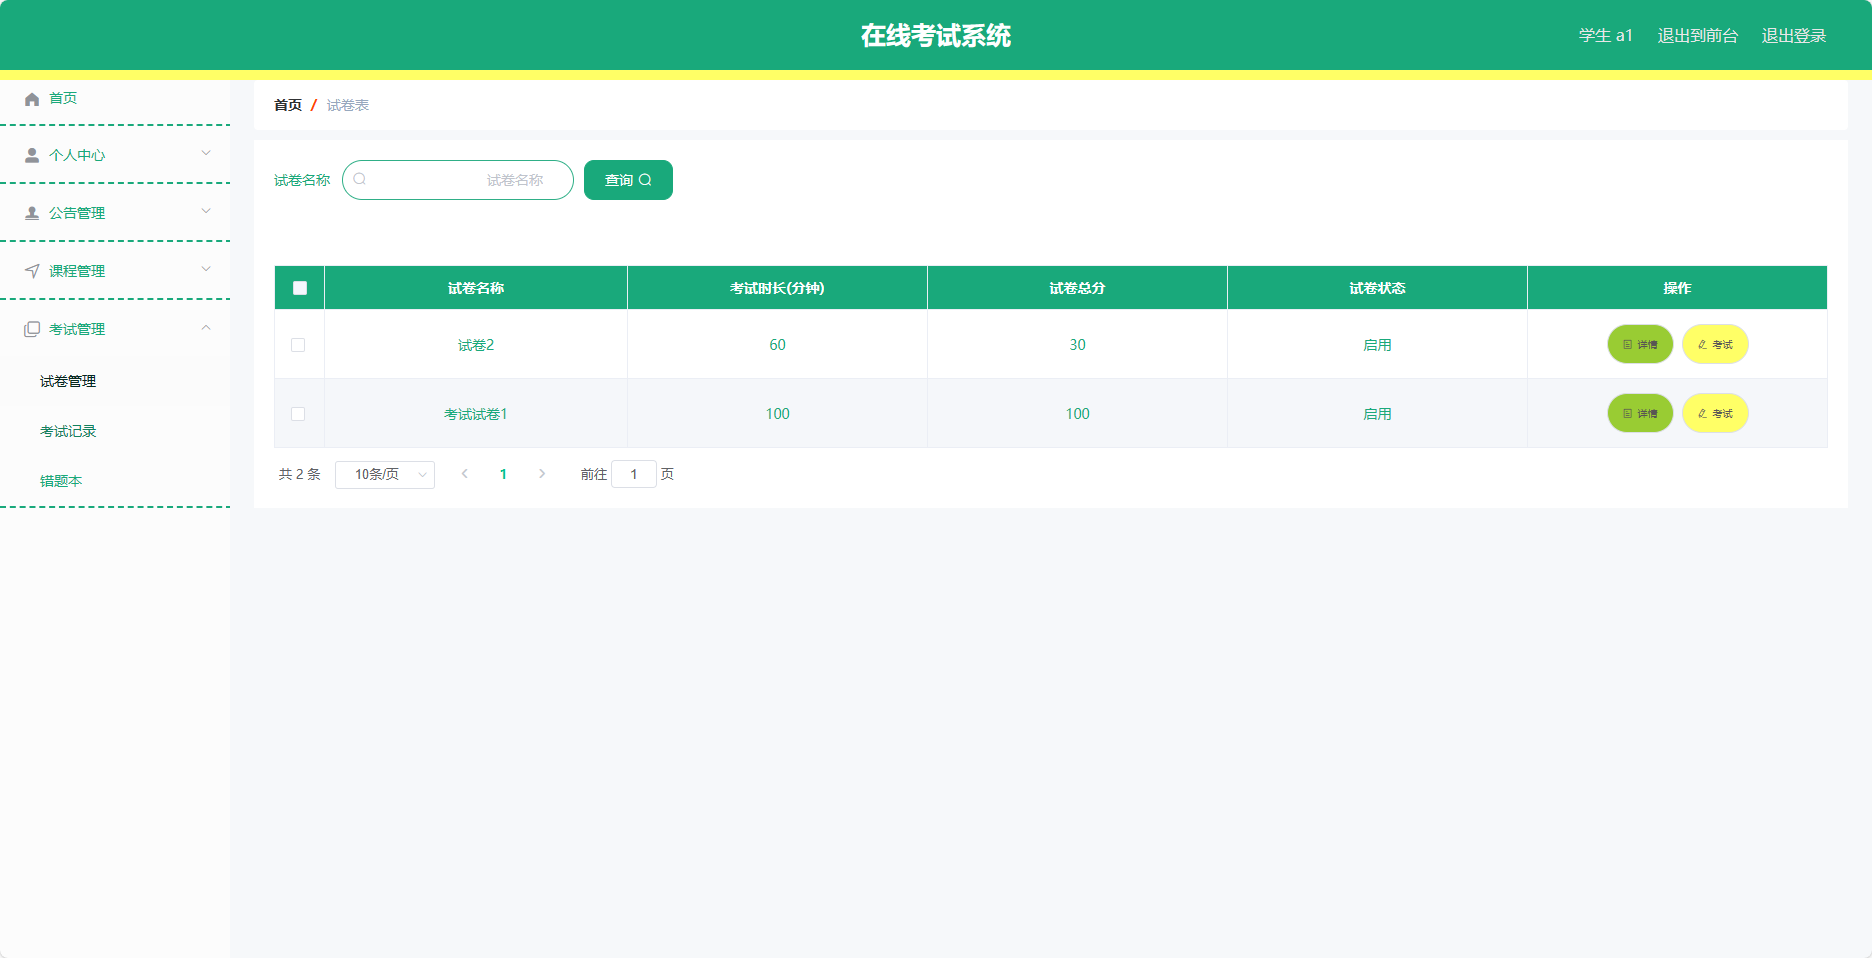 在线考试系统
学生 a1 退出到前台 退出登录
首页
个人中心
公告管理
课程管理
考试管理
试卷管理
考试记录
错题本
首页 / 试卷表
试卷名称 试卷名称 查询
试卷名称 考试时长(分钟) 试卷总分 试卷状态 操作
试卷2 60 30 启用 详情 考试
考试试卷1 100 100 启用 详情 考试
共 2 条 10条/页 1 前往 1 页